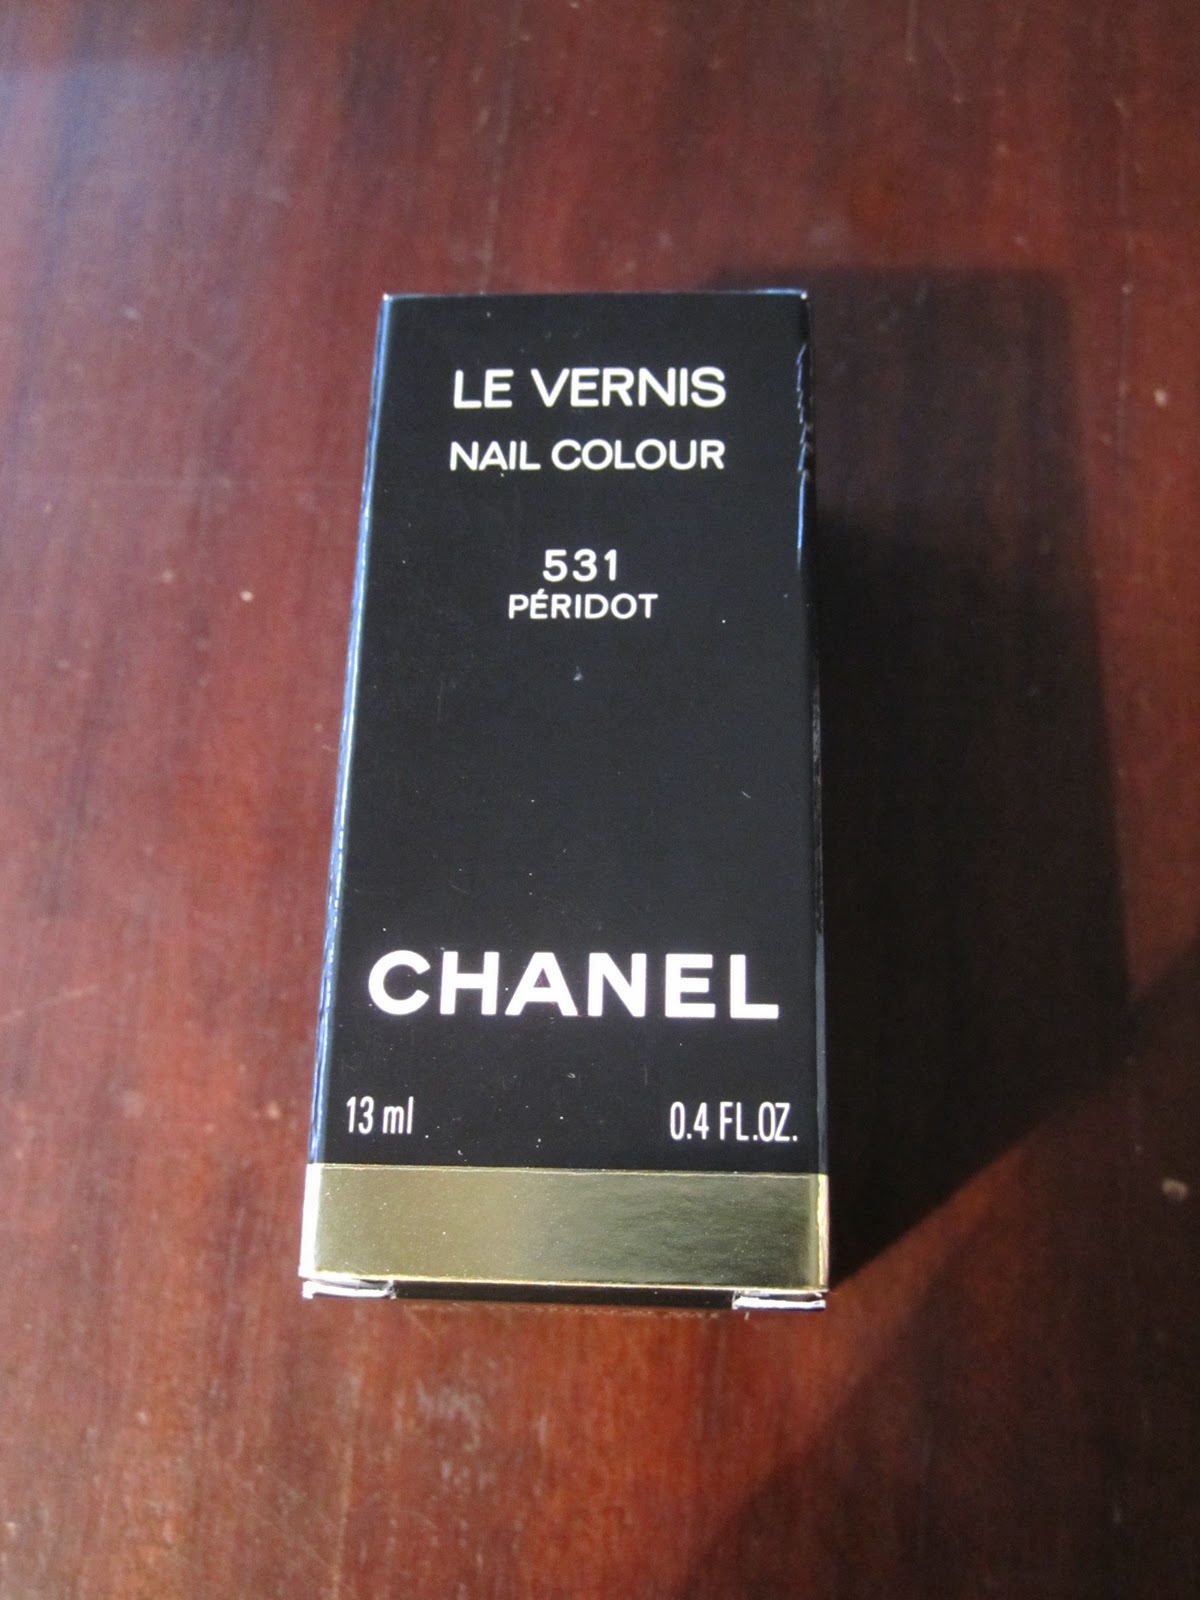 LE VERNIS
NAIL COLOUR
531
PÉRIDOT
CHANEL
13 ml 0.4 FL.OZ.